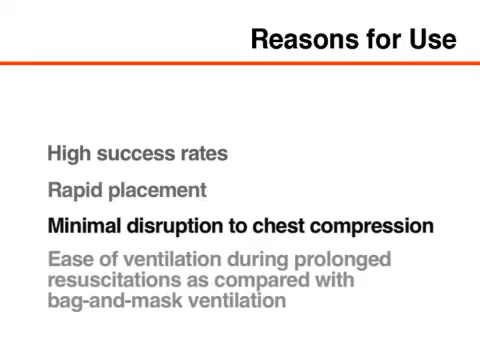 Reasons for Use
High success rates
Rapid placement
Minimal disruption to chest compression
Ease of ventilation during prolonged
resuscitations as compared with
bag-and-mask ventilation